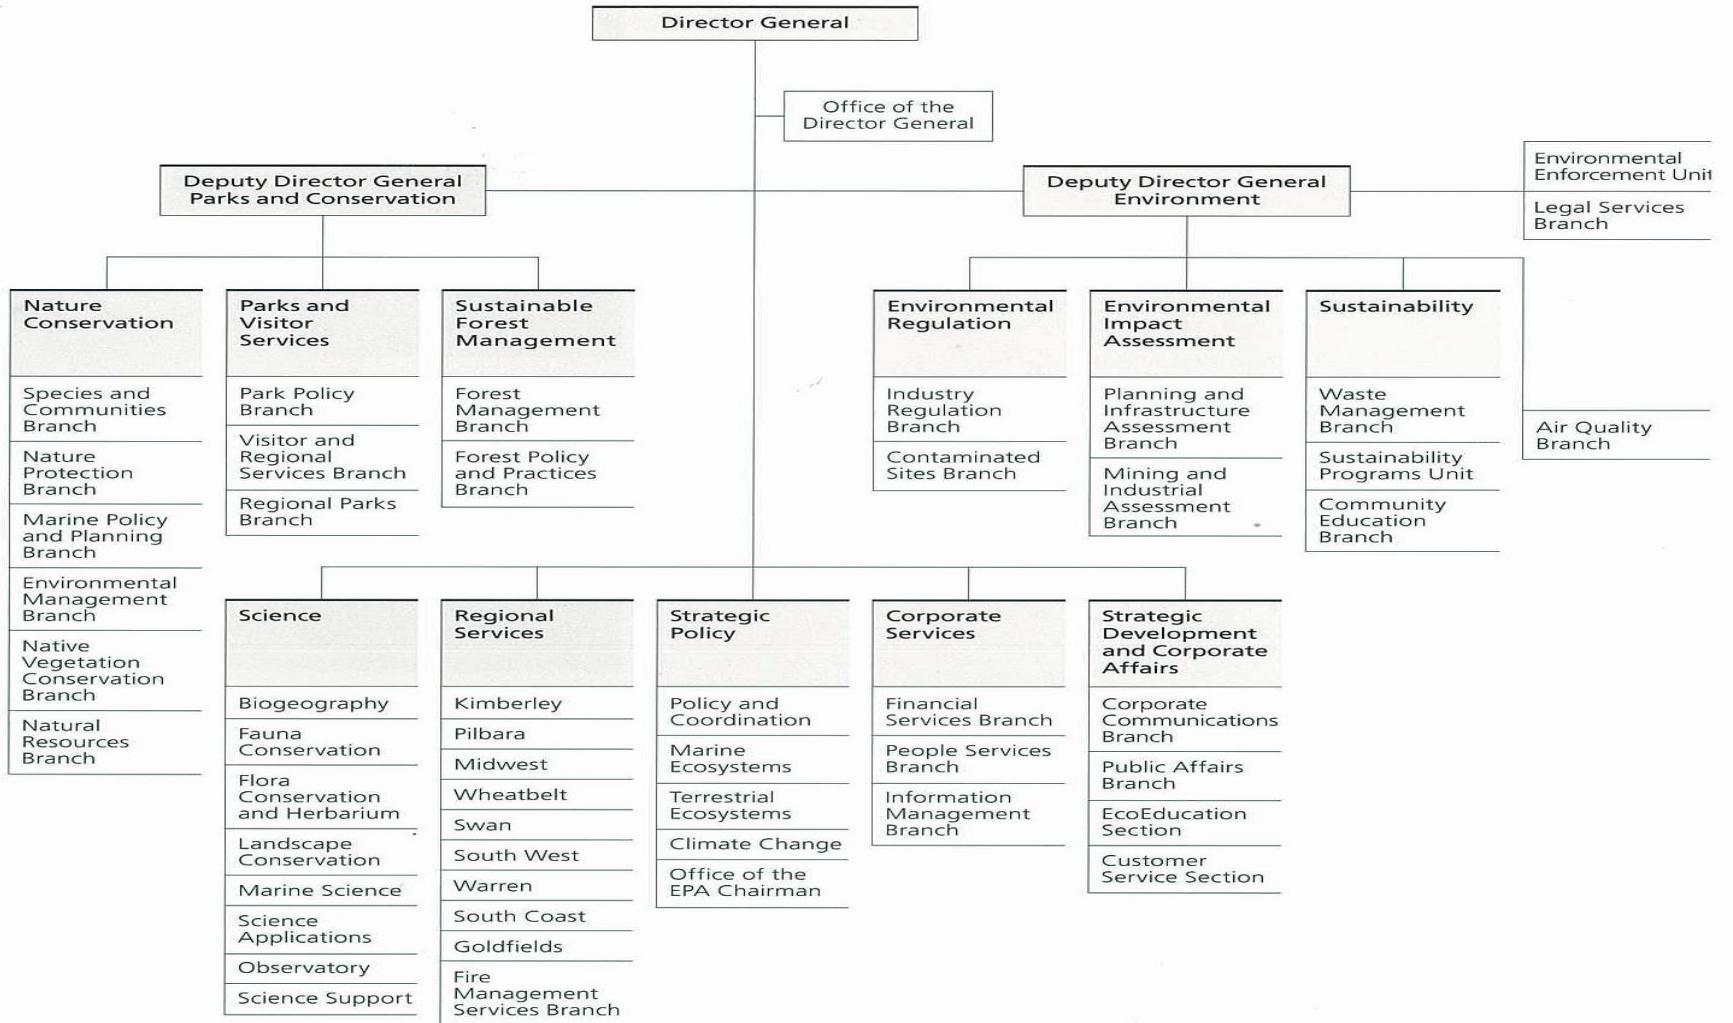 Director General
Office of the
Director General
Deputy Director General
Parks and Conservation
Deputy Director General
Environment
Environmental
Enforcement Unit
Legal Services
Branch
Nature
Conservation
Species and
Communities
Branch
Nature
Protection
Branch
Marine Policy
and Planning
Branch
Environmental
Management
Branch
Native
Vegetation
Conservation
Branch
Natural
Resources
Branch
Parks and
Visitor
Services
Park Policy
Branch
Visitor and
Regional
Services Branch
Regional Parks
Branch
Sustainable
Forest
Management
Forest
Management
Branch
Forest Policy
and Practices
Branch
Environmental
Regulation
Industry
Regulation
Branch
Contaminated
Sites Branch
Environmental
Impact
Assessment
Planning and
Infrastructure
Assessment
Branch
Mining and
Industrial
Assessment
Branch
Sustainability
Waste
Management
Branch
Sustainability
Programs Unit
Community
Education
Branch
Air Quality
Branch
Science
Biogeography
Fauna
Conservation
Flora
Conservation
and Herbarium
Landscape
Conservation
Marine Science
Science
Applications
Observatory
Science Support
Regional
Services
Kimberley
Pilbara
Midwest
Wheatbelt
Swan
South West
Warren
South Coast
Goldfields
Fire
Management
Services Branch
Strategic
Policy
Policy and
Coordination
Marine
Ecosystems
Terrestrial
Ecosystems
Climate Change
Office of the
EPA Chairman
Corporate
Services
Financial
Services Branch
People Services
Branch
Information
Management
Branch
Strategic
Development
and Corporate
Affairs
Corporate
Communications
Branch
Public Affairs
Branch
EcoEducation
Section
Customer
Service Section